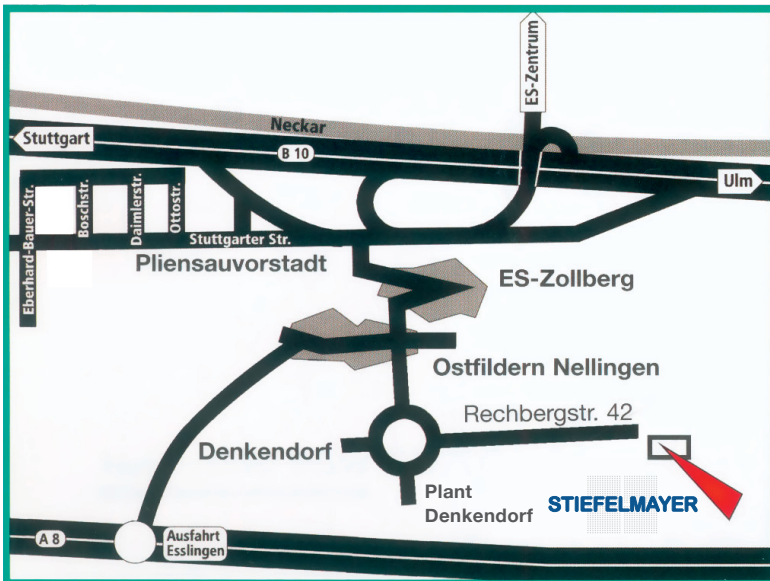 ES-Zentrum
Neckar
Stuttgart
B 10
Ulm
Eberhard-Bauer-Str.
Boschstr.
Daimlerstr.
Ottostr.
Stuttgarter Str.
Pliensauvorstadt
ES-Zollberg
Ostfildern Nellingen
Rechbergstr. 42
Denkendorf
Plant
Denkendorf
STIEFELMAYER
A 8
Ausfahrt
Esslingen